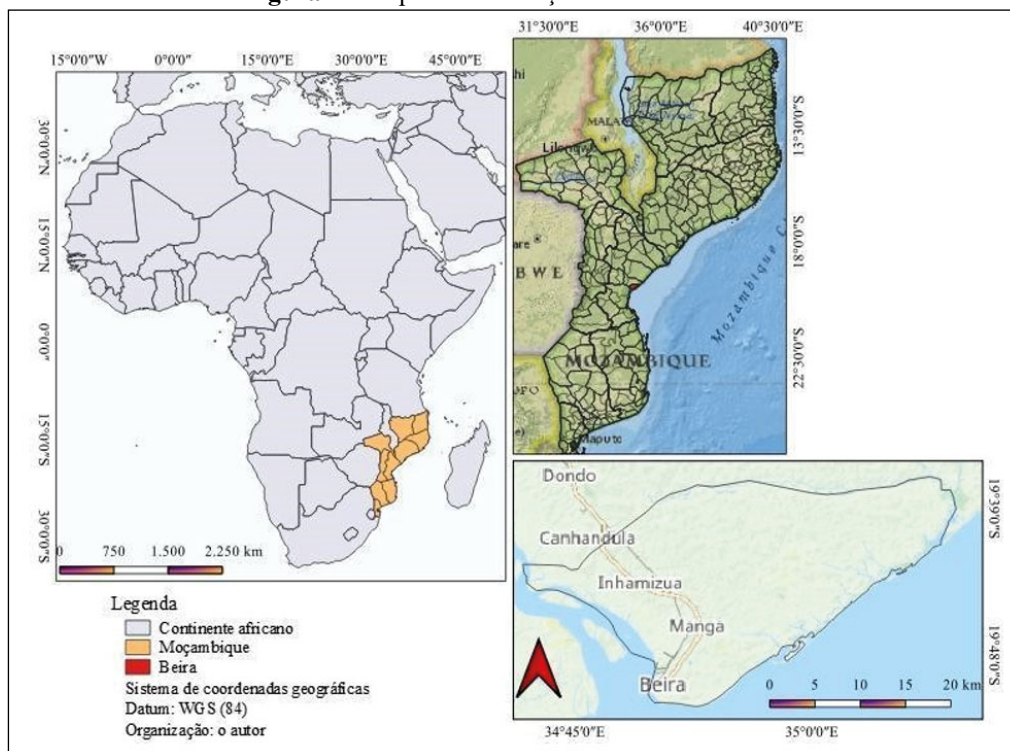 31°30'0"E 36°0'0"E 40°30'0"E
15°0'0"W 0°0'0" 15°0'0"E 30°0'0"E 45°0'0"E
30°0'0"N
15°0'0"N
0°0'0"
15°0'0"S
30°0'0"S
0 750 1.500 2.250 km
13°30'0"S
18°0'0"S
22°30'0"S
hi
Lilongwe
are
BWE
Mozambique C
MOZAMBIQUE
Maputo
Dondo
Canhandula
Inhamizua
Manga
Beira
0 5 10 15 20 km
19°39'0"S
19°48'0"S
34°45'0"E 35°0'0"E
Legenda
Continente africano
Moçambique
Beira
Sistema de coordenadas geográficas
Datum: WGS (84)
Organização: o autor